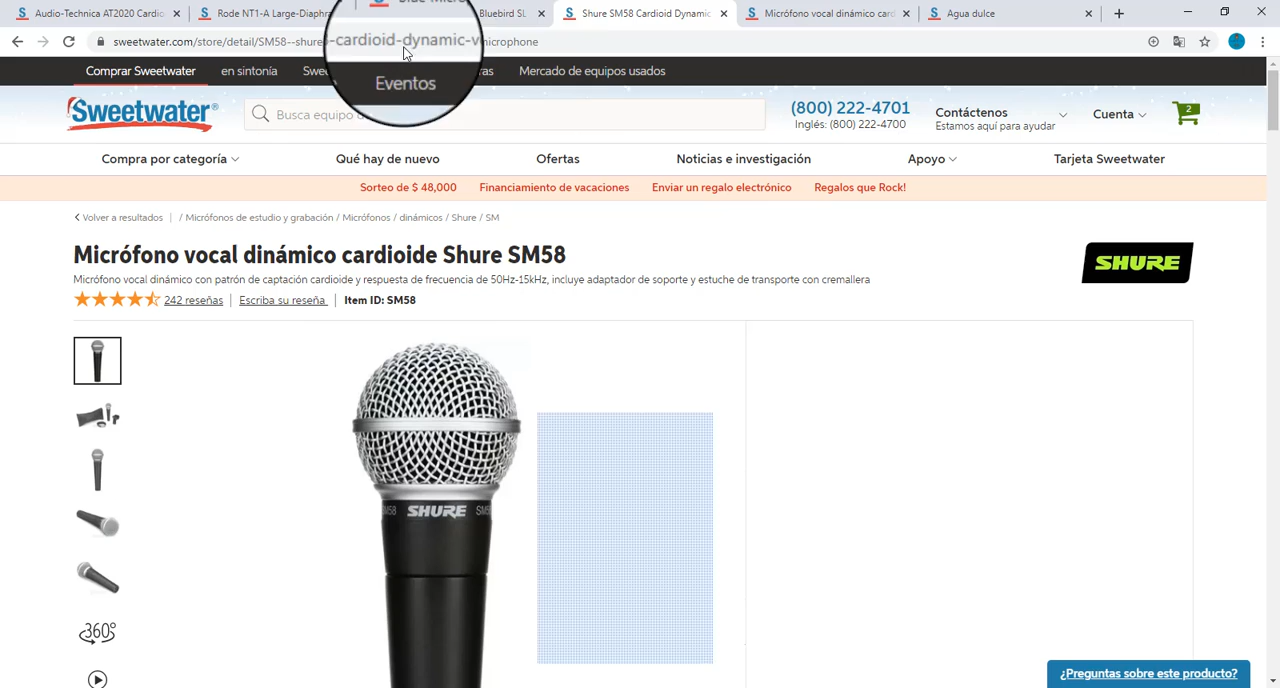 Audio-Technica AT2020 Cardio
Rode NT1-A Large-Diaphra
Bluebird SL
Shure SM58 Cardioid Dynamic
Micrófono vocal dinámico card
Agua dulce
sweetwater.com/store/detail/SM58--shure
-cardioid-dynamic-v
microphone
Comprar Sweetwater
en sintonía
Eventos
Mercado de equipos usados
Sweetwater®
Busca equipo
(800) 222-4701
Inglés: (800) 222-4700
Contáctenos
Estamos aquí para ayudar
Cuenta
2
Compra por categoría
Qué hay de nuevo
Ofertas
Noticias e investigación
Apoyo
Tarjeta Sweetwater
Sorteo de $ 48,000
Financiamiento de vacaciones
Enviar un regalo electrónico
Regalos que Rock!
Volver a resultados | / Micrófonos de estudio y grabación / Micrófonos / dinámicos / Shure / SM
Micrófono vocal dinámico cardioide Shure SM58
SHURE
Micrófono vocal dinámico con patrón de captación cardioide y respuesta de frecuencia de 50Hz-15kHz, incluye adaptador de soporte y estuche de transporte con cremallera
242 reseñas | Escriba su reseña | Item ID: SM58
SM58 SHURE SM58
360°
¿Preguntas sobre este producto?